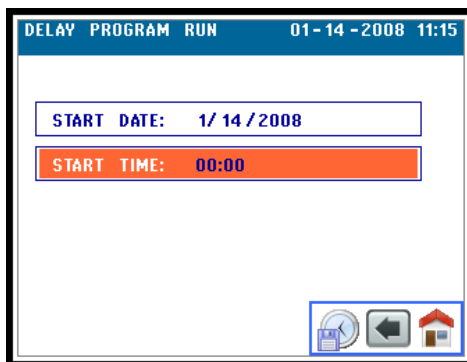 DELAY PROGRAM RUN 01-14-2008 11:15
START DATE: 1/14/2008
START TIME: 00:00